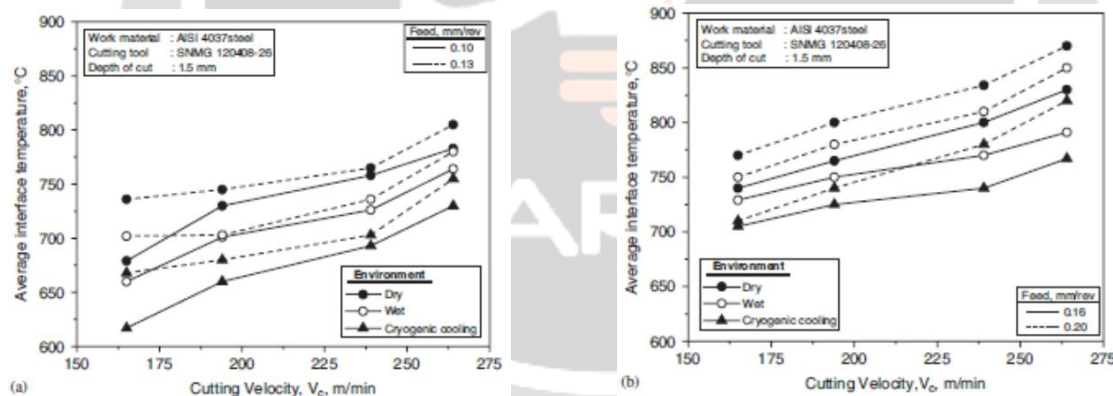 900
850
800
750
700
650
600
Average interface temperature, °C
Work material : AISI 4037steel
Cutting tool : SNMG 120408-26
Depth of cut : 1.5 mm
Feed, mm/rev
0.10
0.13
Environment
Dry
Wet
Cryogenic cooling
150 175 200 225 250 275
(a)
Cutting Velocity, Vc, m/min
900
850
800
750
700
650
600
Average interface temperature, °C
Work material : AISI 4037steel
Cutting tool : SNMG 120408-26
Depth of cut : 1.5 mm
Environment
Dry
Wet
Cryogenic cooling
Feed, mm/rev
0.16
0.20
150 175 200 225 250 275
(b)
Cutting Velocity, Vc, m/min